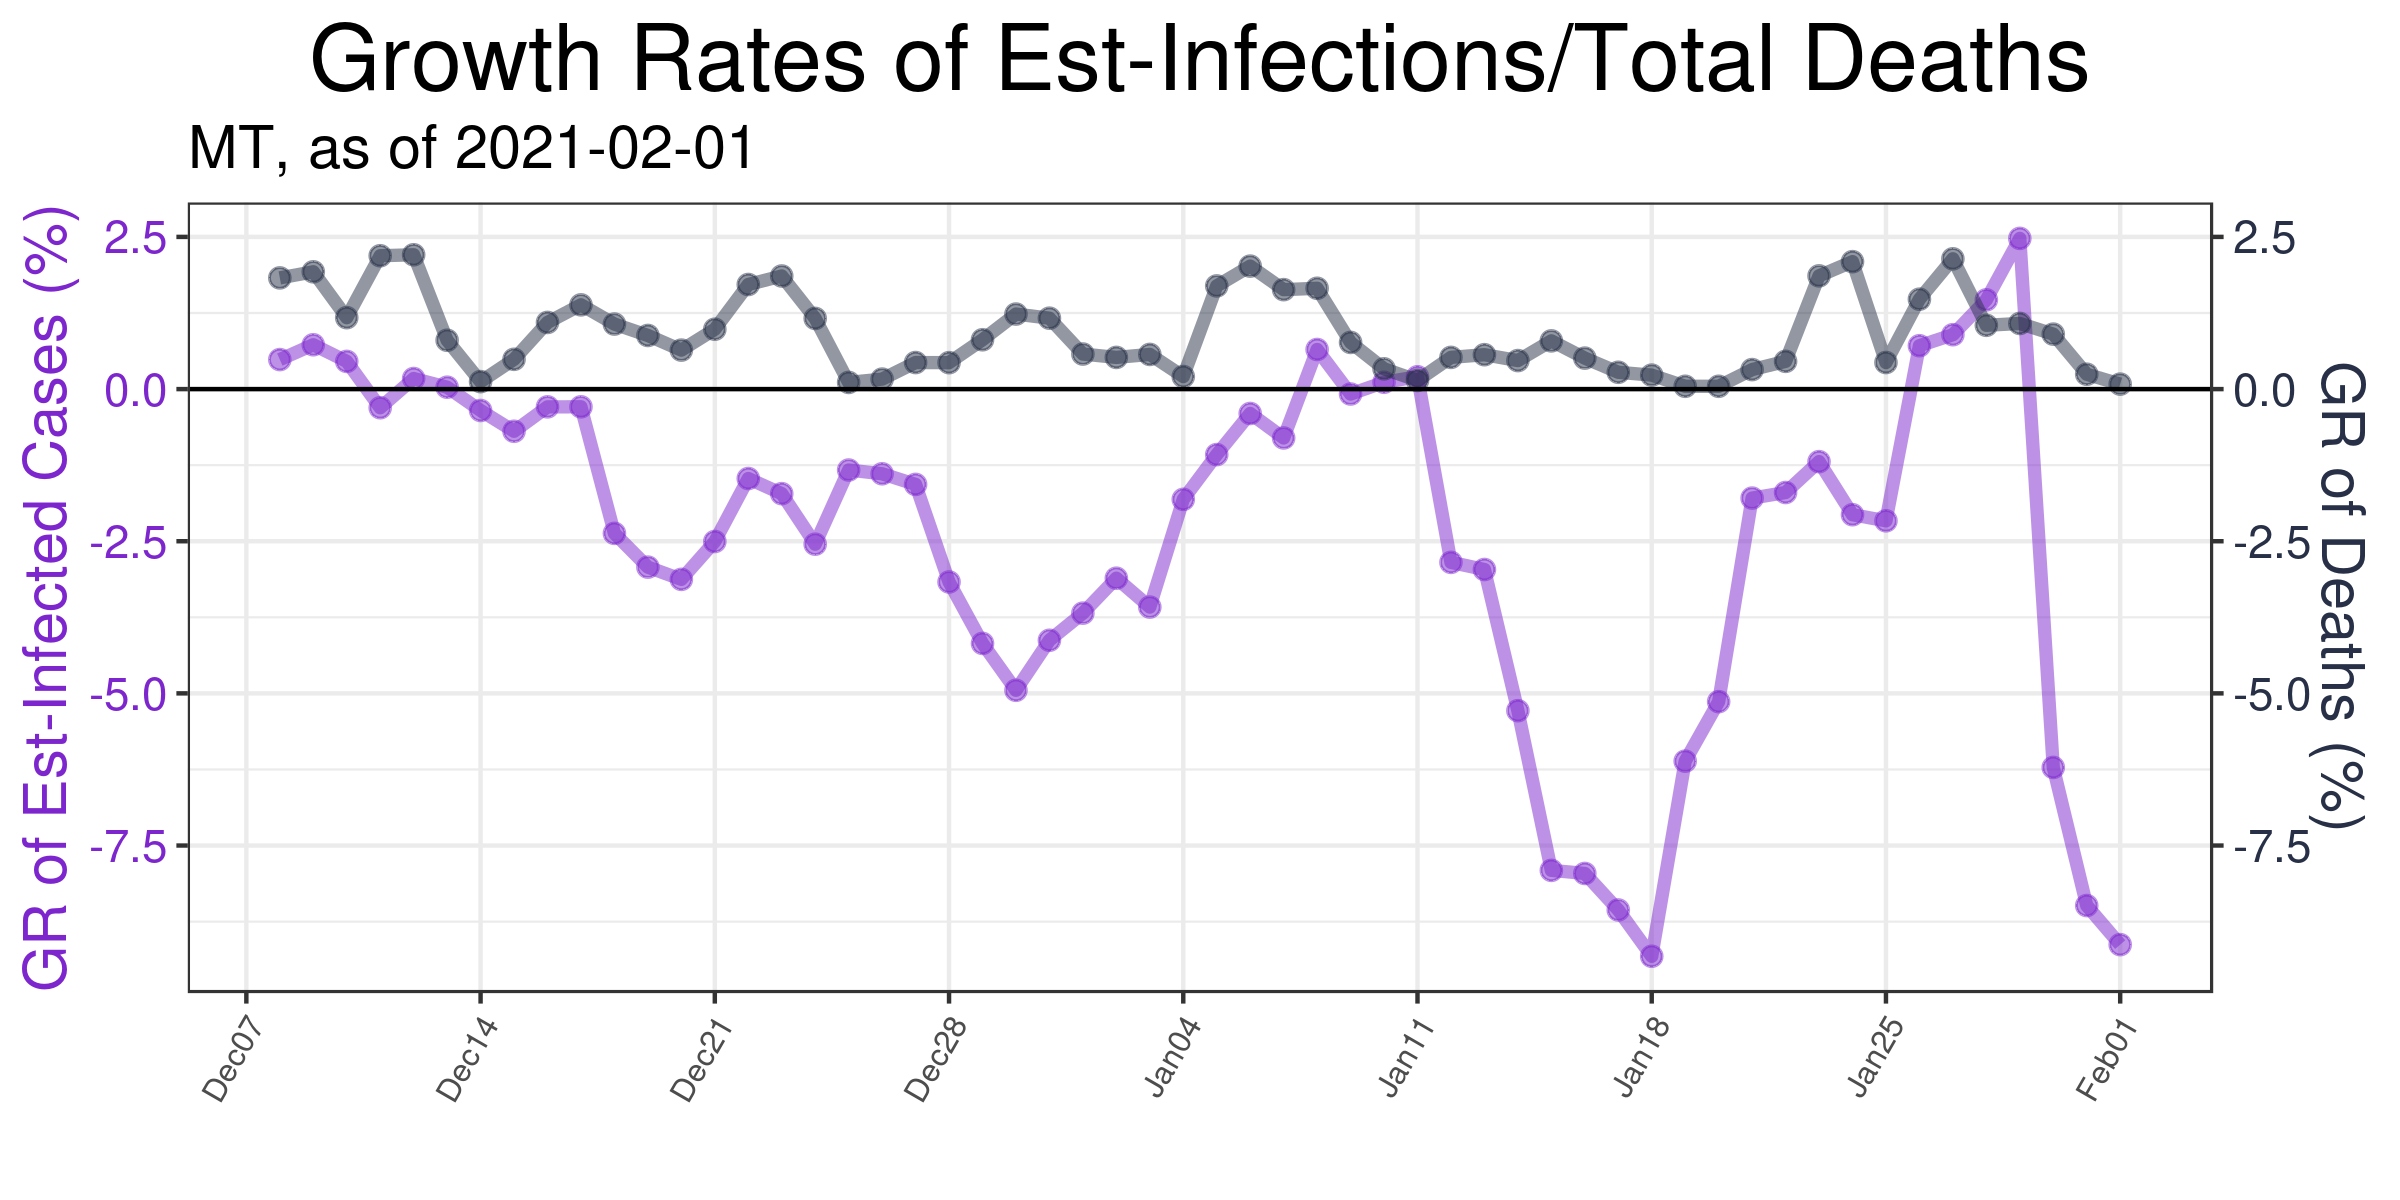 Growth Rates of Est-Infections/Total Deaths
MT, as of 2021-02-01
GR of Est-Infected Cases (%)
2.5
0.0
-2.5
-5.0
-7.5
2.5
0.0
-2.5
-5.0
-7.5
GR of Deaths (%)
Dec07
Dec14
Dec21
Dec28
Jan04
Jan11
Jan18
Jan25
Feb01